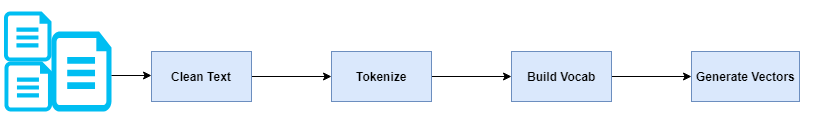 Clean Text
Tokenize
Build Vocab
Generate Vectors